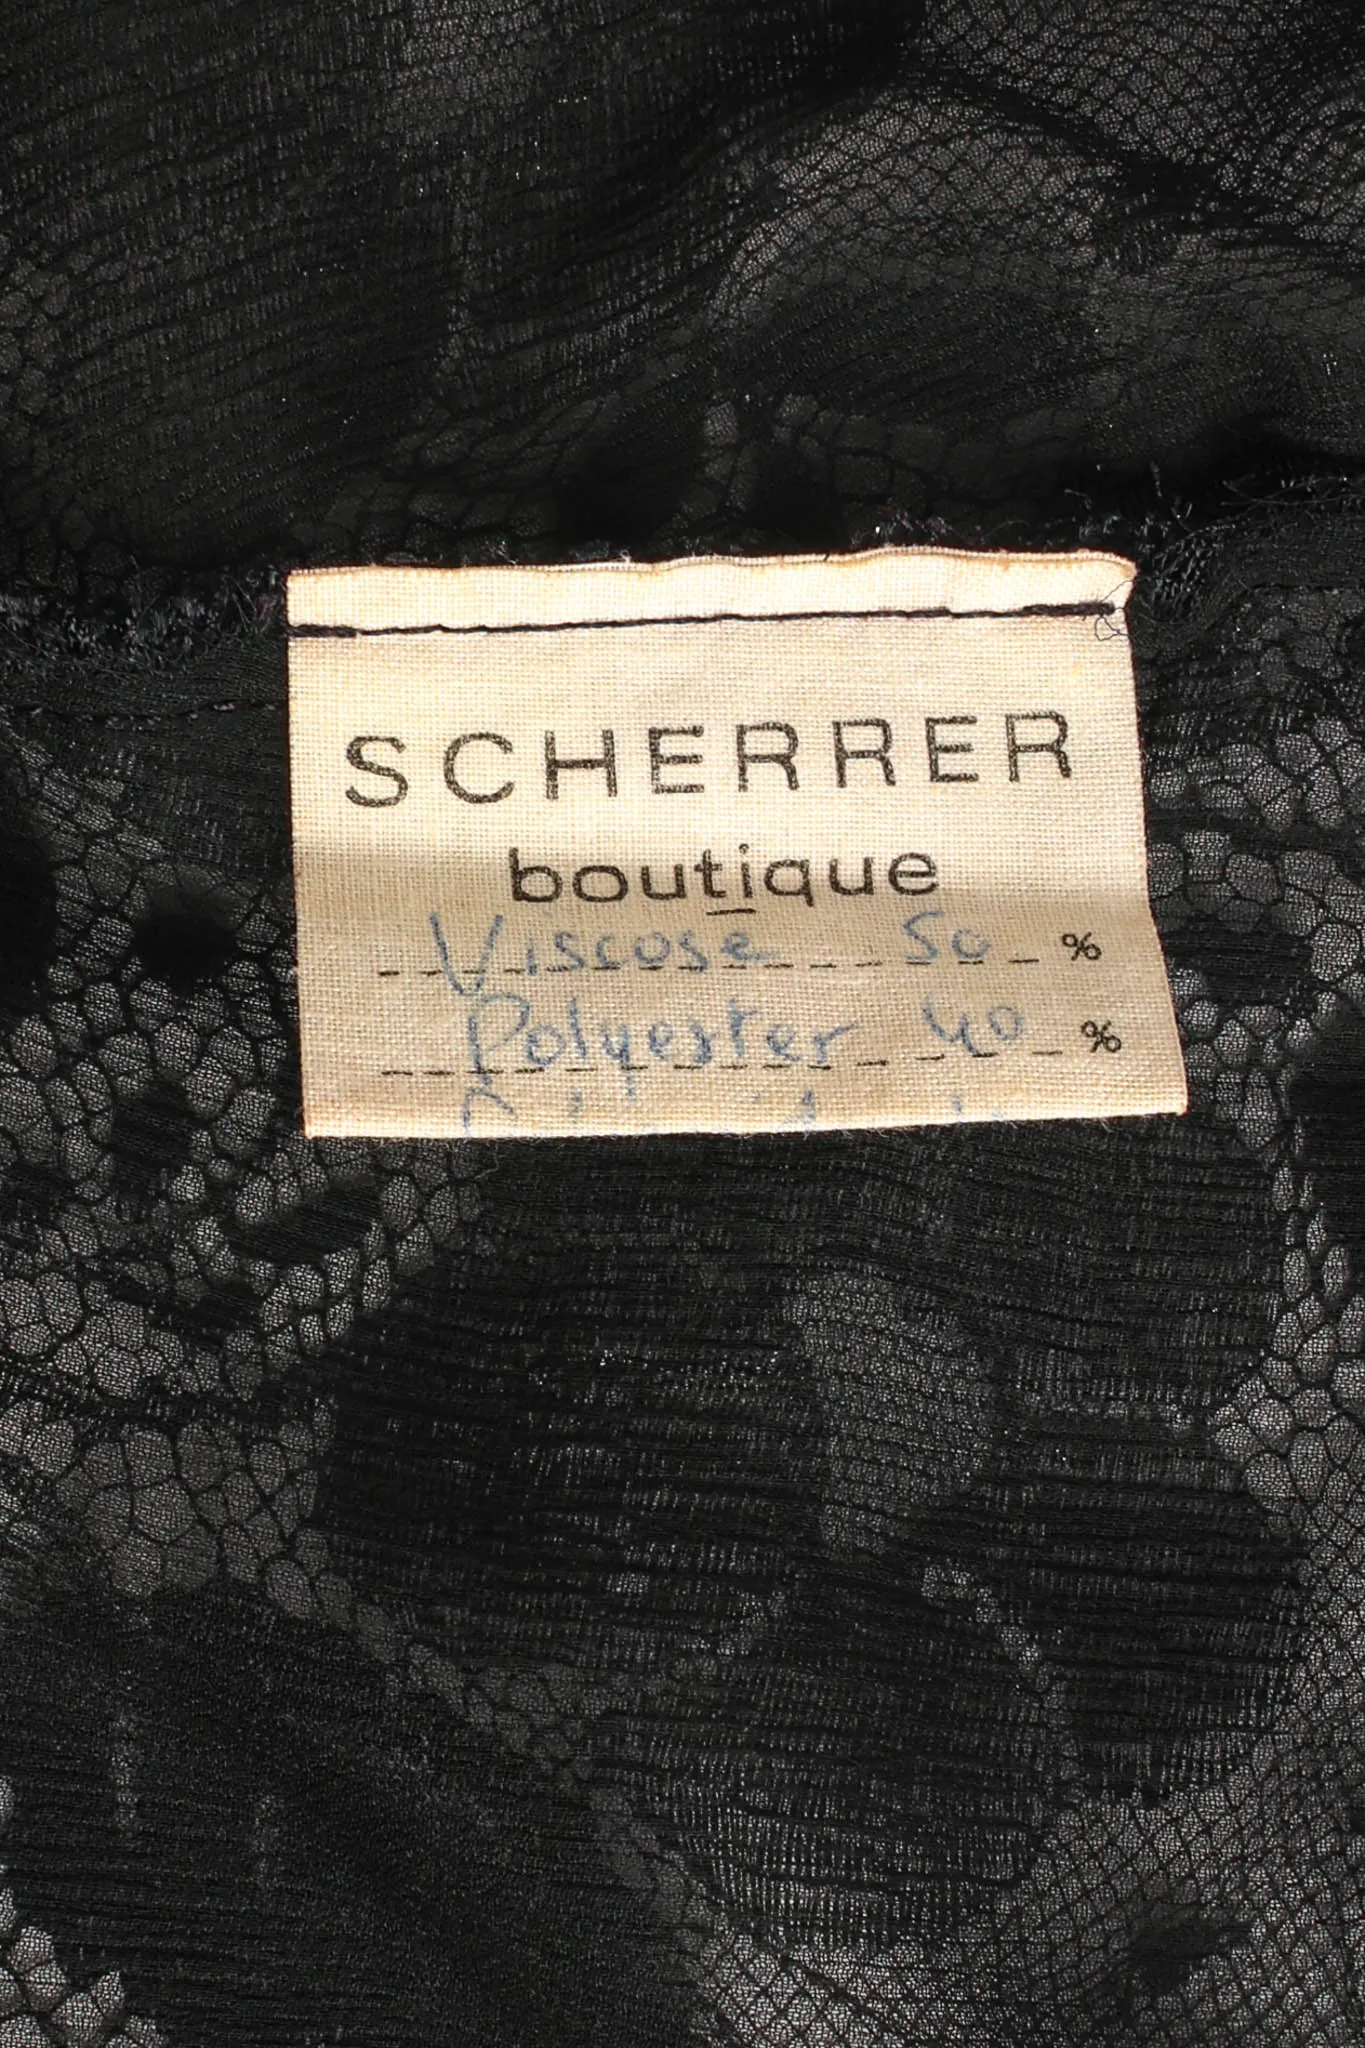 SCHERRER
boutique
Viscose 50 %
Polyester 40 %